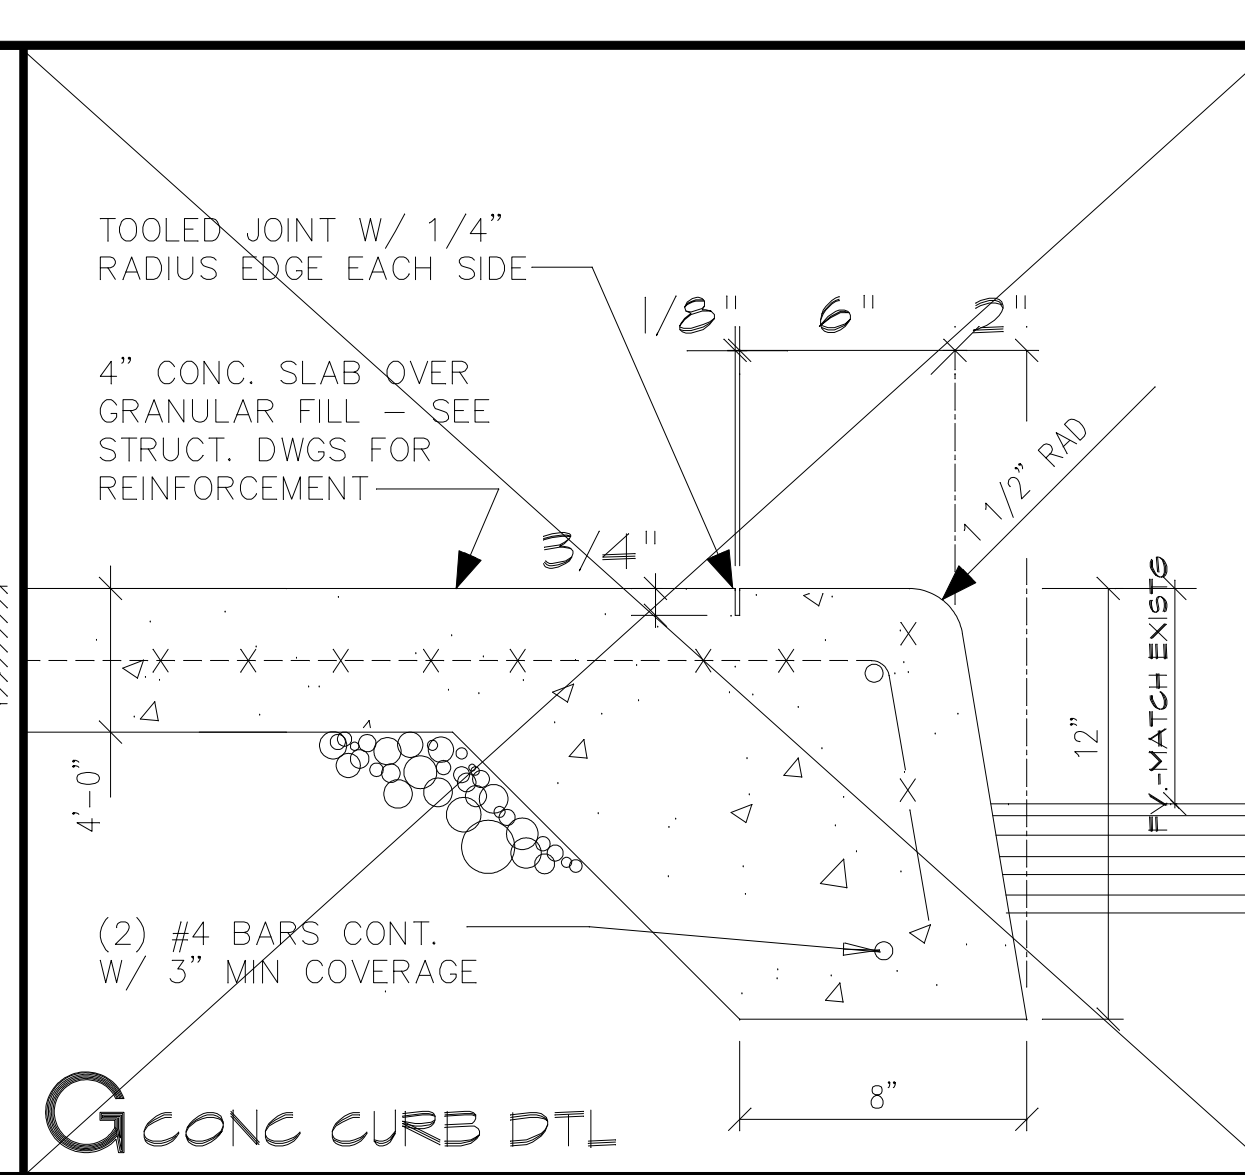 TOOLED JOINT W/ 1/4"
RADIUS EDGE EACH SIDE
1/8"
6"
2"
4" CONC. SLAB OVER
GRANULAR FILL – SEE
STRUCT. DWGS FOR
REINFORCEMENT
1 1/2" RAD
3/4"
-MATCH EXISTG
12"
4'-0"
(2) #4 BARS CONT.
W/ 3" MIN COVERAGE
8"
G CONC CURB DTL